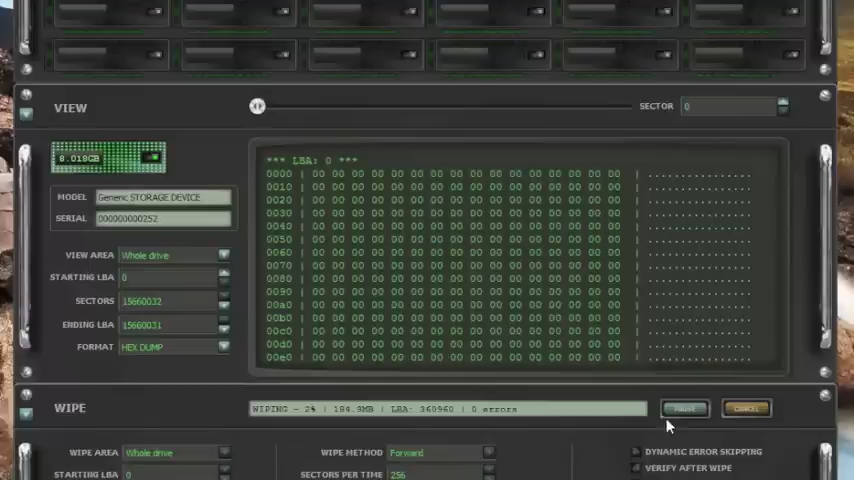 VIEW
SECTOR 0
8.018GB
*** LBA: 0 ***
MODEL Generic STORAGE DEVICE
SERIAL 000000000252
VIEW AREA Whole drive
STARTING LBA 0
SECTORS 15660032
ENDING LBA 15660031
FORMAT HEX DUMP
0000 | 00 00 00 00 00 00 00 00 00 00 00 00 00 00 00 00 | ................
0010 | 00 00 00 00 00 00 00 00 00 00 00 00 00 00 00 00 | ................
0020 | 00 00 00 00 00 00 00 00 00 00 00 00 00 00 00 00 | ................
0030 | 00 00 00 00 00 00 00 00 00 00 00 00 00 00 00 00 | ................
0040 | 00 00 00 00 00 00 00 00 00 00 00 00 00 00 00 00 | ................
0050 | 00 00 00 00 00 00 00 00 00 00 00 00 00 00 00 00 | ................
0060 | 00 00 00 00 00 00 00 00 00 00 00 00 00 00 00 00 | ................
0070 | 00 00 00 00 00 00 00 00 00 00 00 00 00 00 00 00 | ................
0080 | 00 00 00 00 00 00 00 00 00 00 00 00 00 00 00 00 | ................
0090 | 00 00 00 00 00 00 00 00 00 00 00 00 00 00 00 00 | ................
00a0 | 00 00 00 00 00 00 00 00 00 00 00 00 00 00 00 00 | ................
00b0 | 00 00 00 00 00 00 00 00 00 00 00 00 00 00 00 00 | ................
00c0 | 00 00 00 00 00 00 00 00 00 00 00 00 00 00 00 00 | ................
00d0 | 00 00 00 00 00 00 00 00 00 00 00 00 00 00 00 00 | ................
00e0 | 00 00 00 00 00 00 00 00 00 00 00 00 00 00 00 00 | ................
WIPE
WIPING - 2% | 184.8MB | LBA: 360960 | 0 errors
PAUSE
CANCEL
WIPE AREA Whole drive
STARTING LBA 0
WIPE METHOD Forward
SECTORS PER TIME 256
DYNAMIC ERROR SKIPPING
VERIFY AFTER WIPE